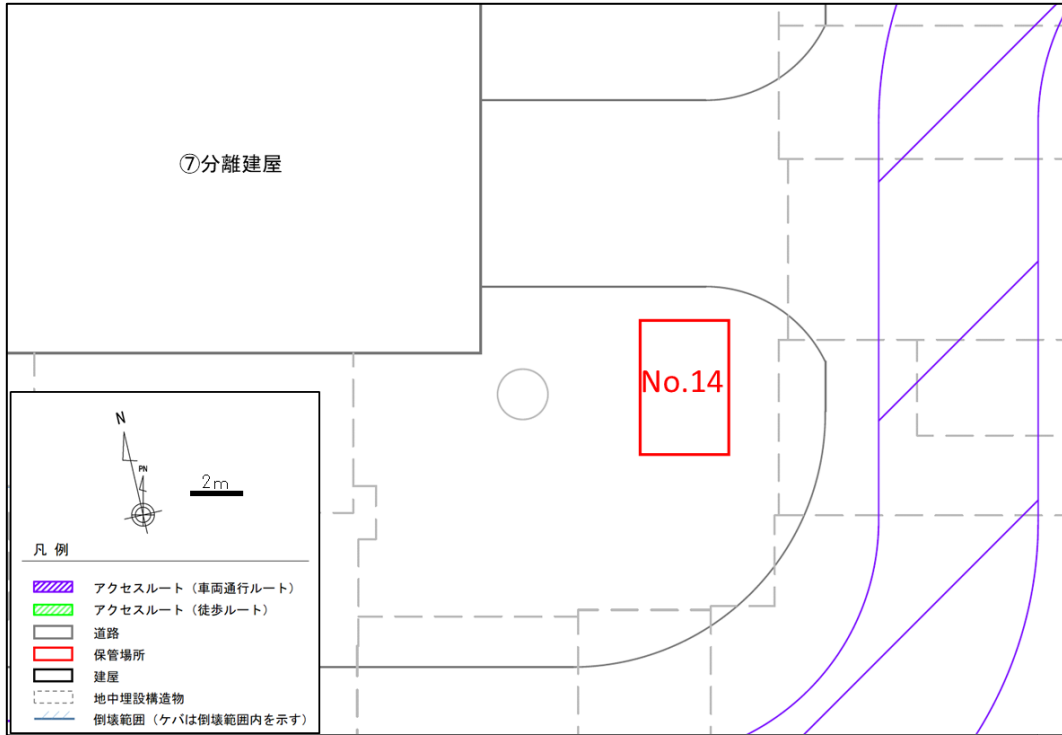 ⑦分離建屋
No.14
N
PN
2m
凡 例
アクセスルート（車両通行ルート）
アクセスルート（徒歩ルート）
道路
保管場所
建屋
地中埋設構造物
倒壊範囲（ケバは倒壊範囲内を示す）